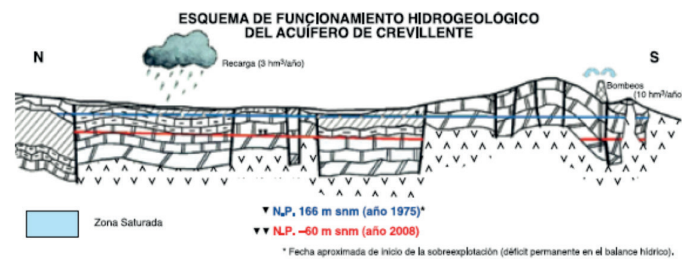 ESQUEMA DE FUNCIONAMIENTO HIDROGEOLÓGICO
DEL ACUÍFERO DE CREVILLENTE
N
S
Recarga (3 hm³/año)
Bombeos
(10 hm³/año
▼ N.P. 166 m snm (año 1975)*
▼▼ N.P. –60 m snm (año 2008)
Zona Saturada
* Fecha aproximada de inicio de la sobreexplotación (déficit permanente en el balance hídrico).